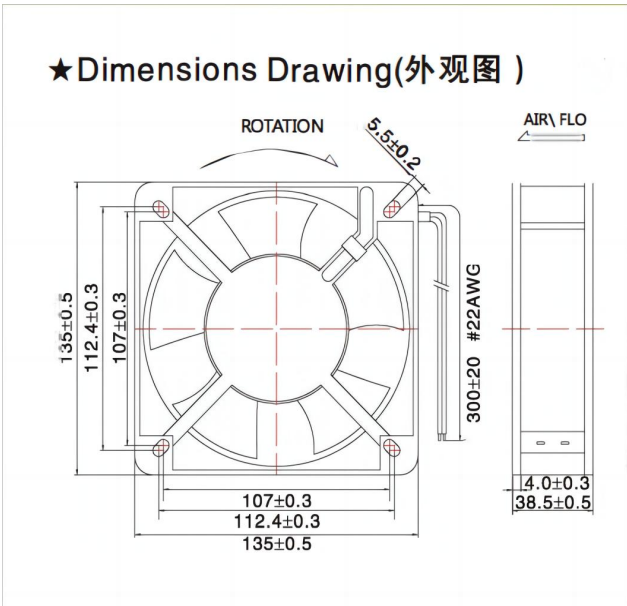 ★Dimensions Drawing(外观图 )
ROTATION
AIR\ FLO
5.5±0.2
135±0.5
112.4±0.3
107±0.3
300±20 #22AWG
107±0.3
112.4±0.3
135±0.5
4.0±0.3
38.5±0.5